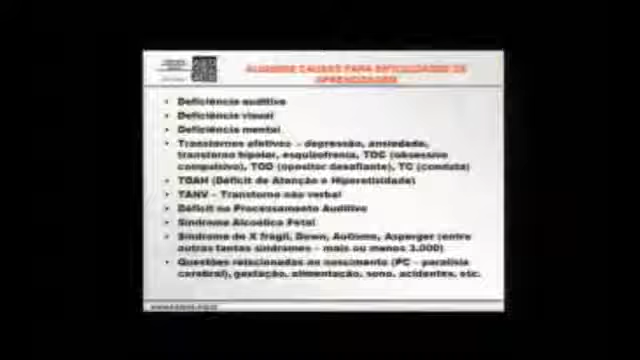 ALGUMAS CAUSAS PARA DIFICULDADES DE
APRENDIZAGEM
• Deficiência auditiva
• Deficiência visual
• Deficiência mental
• Transtornos afetivos – depressão, ansiedade,
transtorno bipolar, esquizofrenia, TOC (obsessivo
compulsivo), TOD (opositor desafiante), TC (conduta)
• TDAH (Déficit de Atenção e Hiperatividade)
• TANV – Transtorno não verbal
• Déficit no Processamento Auditivo
• Síndrome Alcoólica Fetal
• Síndrome do X frágil, Down, Autismo, Asperger (entre
outras tantas síndromes – mais ou menos 3.000)
• Questões relacionadas ao nascimento (PC – paralisia
cerebral), gestação, alimentação, sono, acidentes, etc.